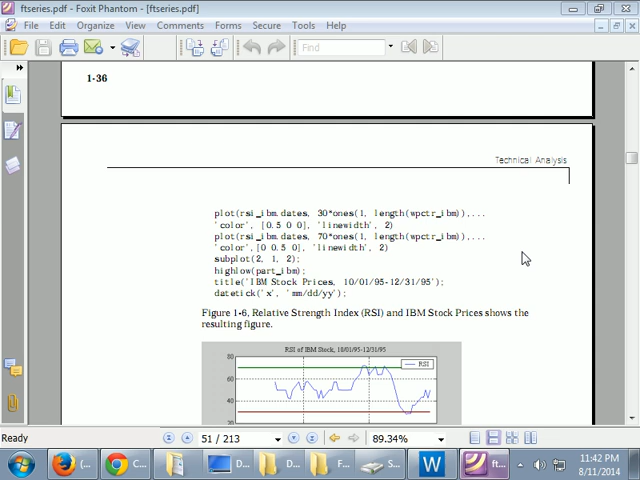 ftseries.pdf - Foxit Phantom - [ftseries.pdf]
File Edit Organize View Comments Forms Secure Tools Help
Find
1-36
Technical Analysis
plot(rsi_ibm.dates, 30*ones(1, length(wpctr_ibm)),...
'color', [0.5 0 0], 'linewidth', 2)
plot(rsi_ibm.dates, 70*ones(1, length(wpctr_ibm)),...
'color',[0 0.5 0], 'linewidth', 2)
subplot(2, 1, 2);
highlow(part_ibm);
title('IBM Stock Prices, 10/01/95-12/31/95');
datetick('x', 'mm/dd/yy');
Figure 1-6, Relative Strength Index (RSI) and IBM Stock Prices shows the
resulting figure.
RSI of IBM Stock, 10/01/95-12/31/95
80
RSI
60
40
20
Ready
51 / 213
89.34%
(...
C...
D...
D...
F...
S...
W
ft...
11:42 PM
8/11/2014